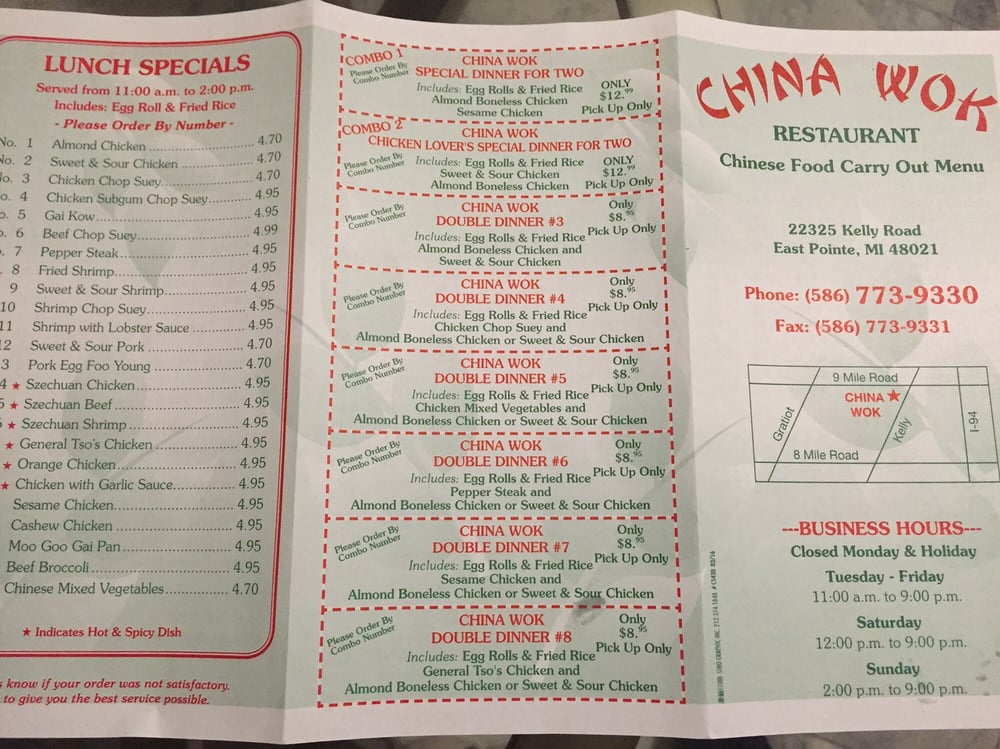 LUNCH SPECIALS
Served from 11:00 a.m. to 2:00 p.m.
Includes: Egg Roll & Fried Rice
- Please Order By Number -
No. 1 Almond Chicken 4.70
No. 2 Sweet & Sour Chicken 4.70
No. 3 Chicken Chop Suey 4.70
o. 4 Chicken Subgum Chop Suey 4.95
o. 5 Gai Kow 4.95
. 6 Beef Chop Suey 4.99
. 7 Pepper Steak 4.95
. 8 Fried Shrimp 4.95
9 Sweet & Sour Shrimp 4.95
10 Shrimp Chop Suey 4.95
11 Shrimp with Lobster Sauce 4.95
12 Sweet & Sour Pork 4.70
3 Pork Egg Foo Young 4.70
4 ★ Szechuan Chicken 4.95
5 ★ Szechuan Beef 4.95
★ Szechuan Shrimp 4.95
★ General Tso's Chicken 4.95
★ Orange Chicken 4.95
★ Chicken with Garlic Sauce 4.95
Sesame Chicken 4.95
Cashew Chicken 4.95
Moo Goo Gai Pan 4.95
Beef Broccoli 4.95
Chinese Mixed Vegetables 4.70
★ Indicates Hot & Spicy Dish
know if your order was not satisfactory.
to give you the best service possible.
COMBO 1
Please Order By
Combo Number
CHINA WOK
SPECIAL DINNER FOR TWO
Includes: Egg Rolls & Fried Rice
Almond Boneless Chicken
Sesame Chicken
ONLY
$12.99
Pick Up Only
COMBO 2
Please Order By
Combo Number
CHINA WOK
CHICKEN LOVER'S SPECIAL DINNER FOR TWO
Includes: Egg Rolls & Fried Rice
Sweet & Sour Chicken
Almond Boneless Chicken
ONLY
$12.99
Pick Up Only
Please Order By
Combo Number
CHINA WOK
DOUBLE DINNER #3
Includes: Egg Rolls & Fried Rice
Almond Boneless Chicken and
Sweet & Sour Chicken
Only
$8.95
Pick Up Only
Please Order By
Combo Number
CHINA WOK
DOUBLE DINNER #4
Includes: Egg Rolls & Fried Rice
Chicken Chop Suey and
Almond Boneless Chicken or Sweet & Sour Chicken
Only
$8.95
Pick Up Only
Please Order By
Combo Number
CHINA WOK
DOUBLE DINNER #5
Includes: Egg Rolls & Fried Rice
Chicken Mixed Vegetables and
Almond Boneless Chicken or Sweet & Sour Chicken
Only
$8.95
Pick Up Only
Please Order By
Combo Number
CHINA WOK
DOUBLE DINNER #6
Includes: Egg Rolls & Fried Rice
Pepper Steak and
Almond Boneless Chicken or Sweet & Sour Chicken
Only
$8.95
Pick Up Only
Please Order By
Combo Number
CHINA WOK
DOUBLE DINNER #7
Includes: Egg Rolls & Fried Rice
Sesame Chicken and
Almond Boneless Chicken or Sweet & Sour Chicken
Only
$8.95
Pick Up Only
Please Order By
Combo Number
CHINA WOK
DOUBLE DINNER #8
Includes: Egg Rolls & Fried Rice
General Tso's Chicken and
Almond Boneless Chicken or Sweet & Sour Chicken
Only
$8.95
Pick Up Only
CHINA WOK
RESTAURANT
Chinese Food Carry Out Menu
22325 Kelly Road
East Pointe, MI 48021
Phone: (586) 773-9330
Fax: (586) 773-9331
9 Mile Road
CHINA ★
WOK
Gratiot
Kelly
I-94
8 Mile Road
---BUSINESS HOURS---
Closed Monday & Holiday
Tuesday - Friday
11:00 a.m. to 9:00 p.m.
Saturday
12:00 p.m. to 9:00 p.m.
Sunday
2:00 p.m. to 9:00 p.m.